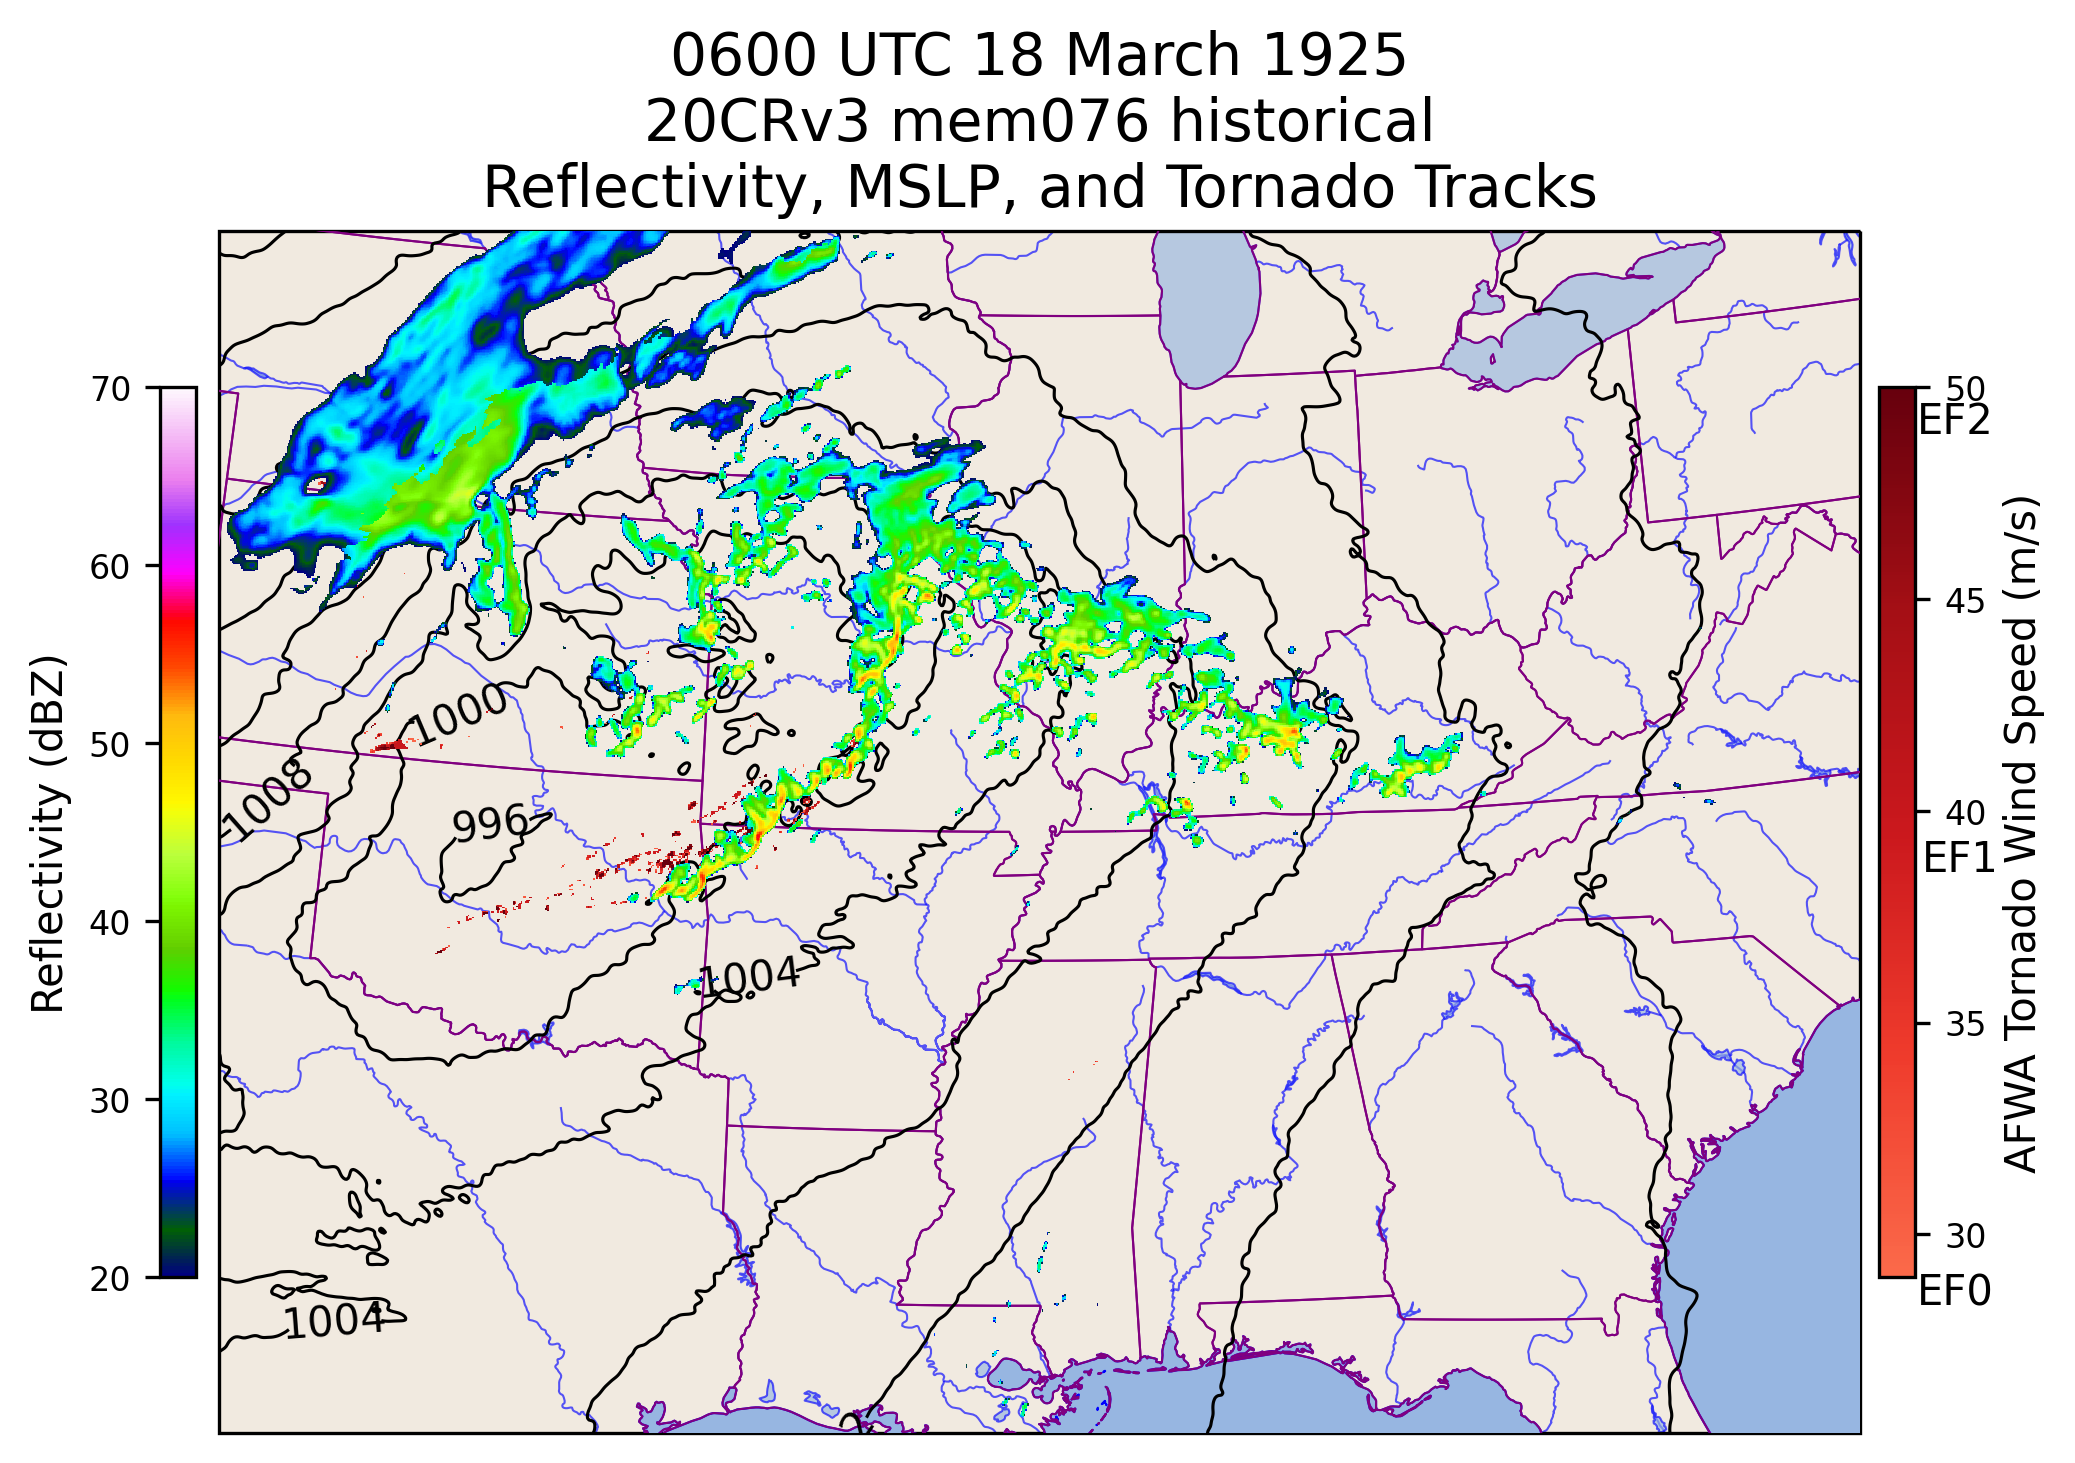 0600 UTC 18 March 1925
20CRv3 mem076 historical
Reflectivity, MSLP, and Tornado Tracks
70
60
50
40
30
20
Reflectivity (dBZ)
1000
1008
996
1004
1004
50
EF2
45
40
EF1
35
30
EF0
AFWA Tornado Wind Speed (m/s)